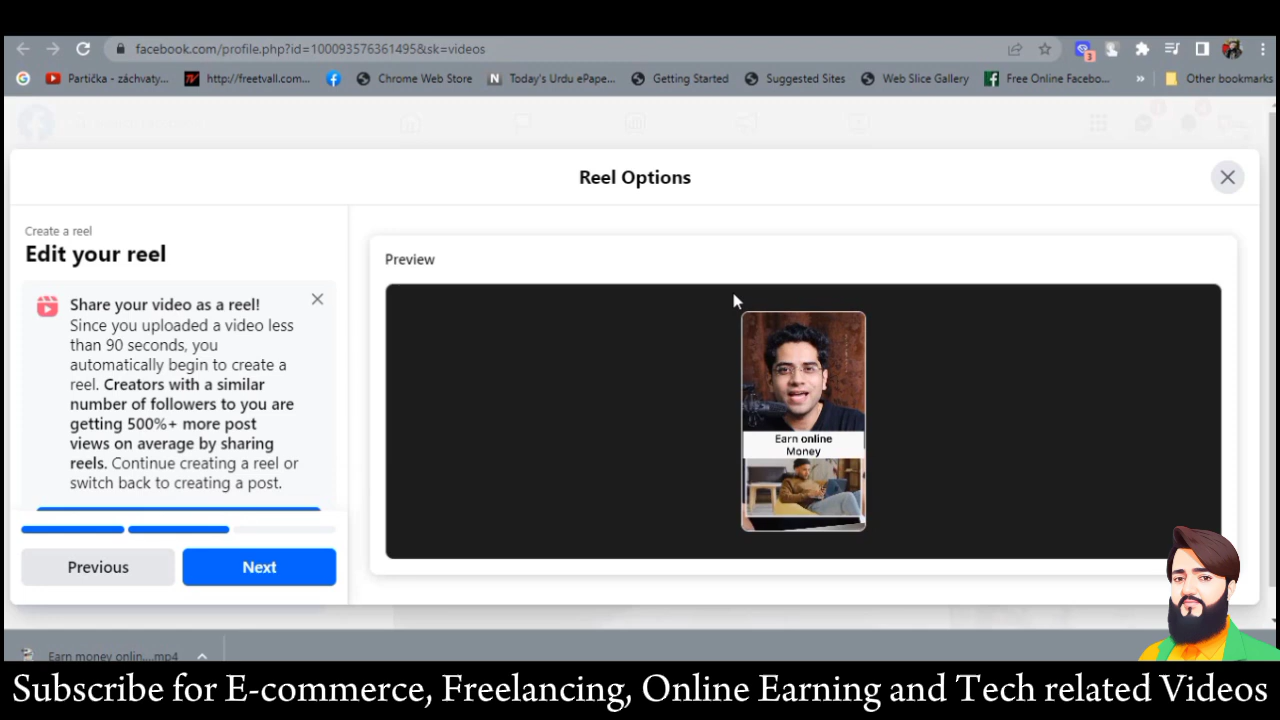 facebook.com/profile.php?id=100093576361495&sk=videos
3
Partička - záchvaty...
http://freetvall.com...
Chrome Web Store
Today's Urdu ePape...
Getting Started
Suggested Sites
Web Slice Gallery
Free Online Facebo...
»
Other bookmarks
Reel Options
Create a reel
Edit your reel
Share your video as a reel!
Since you uploaded a video less
than 90 seconds, you
automatically begin to create a
reel. Creators with a similar
number of followers to you are
getting 500%+ more post
views on average by sharing
reels. Continue creating a reel or
switch back to creating a post.
Previous
Next
Preview
Earn online
Money
Earn money onlin....mp4
Subscribe for E-commerce, Freelancing, Online Earning and Tech related Videos